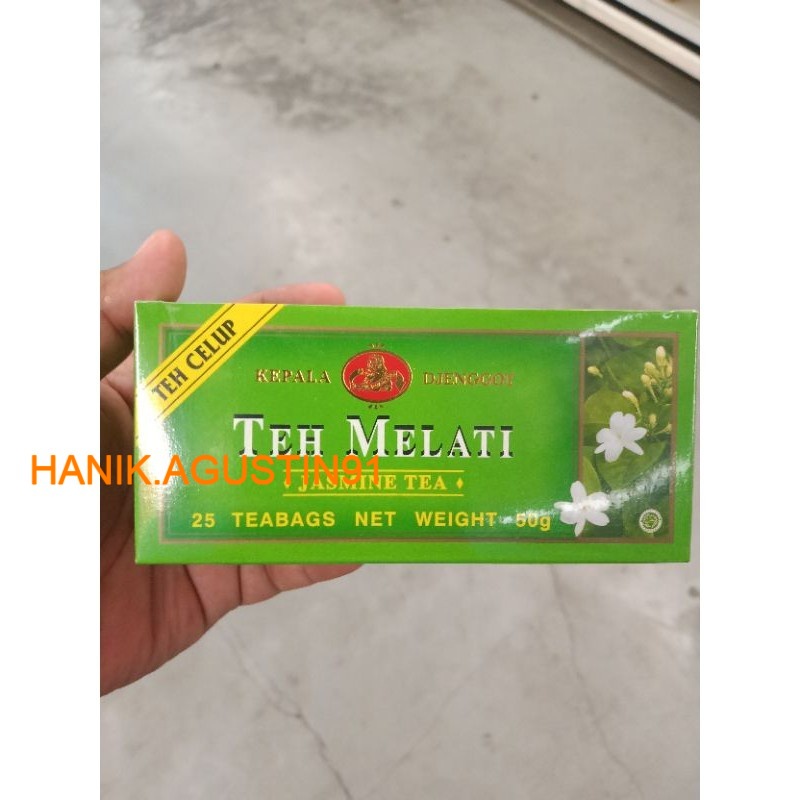 TEH CELUP
KEPALA DJENGGOT
TEH MELATI
HANIK.AGUSTIN91
JASMINE TEA
25 TEABAGS NET WEIGHT 50g